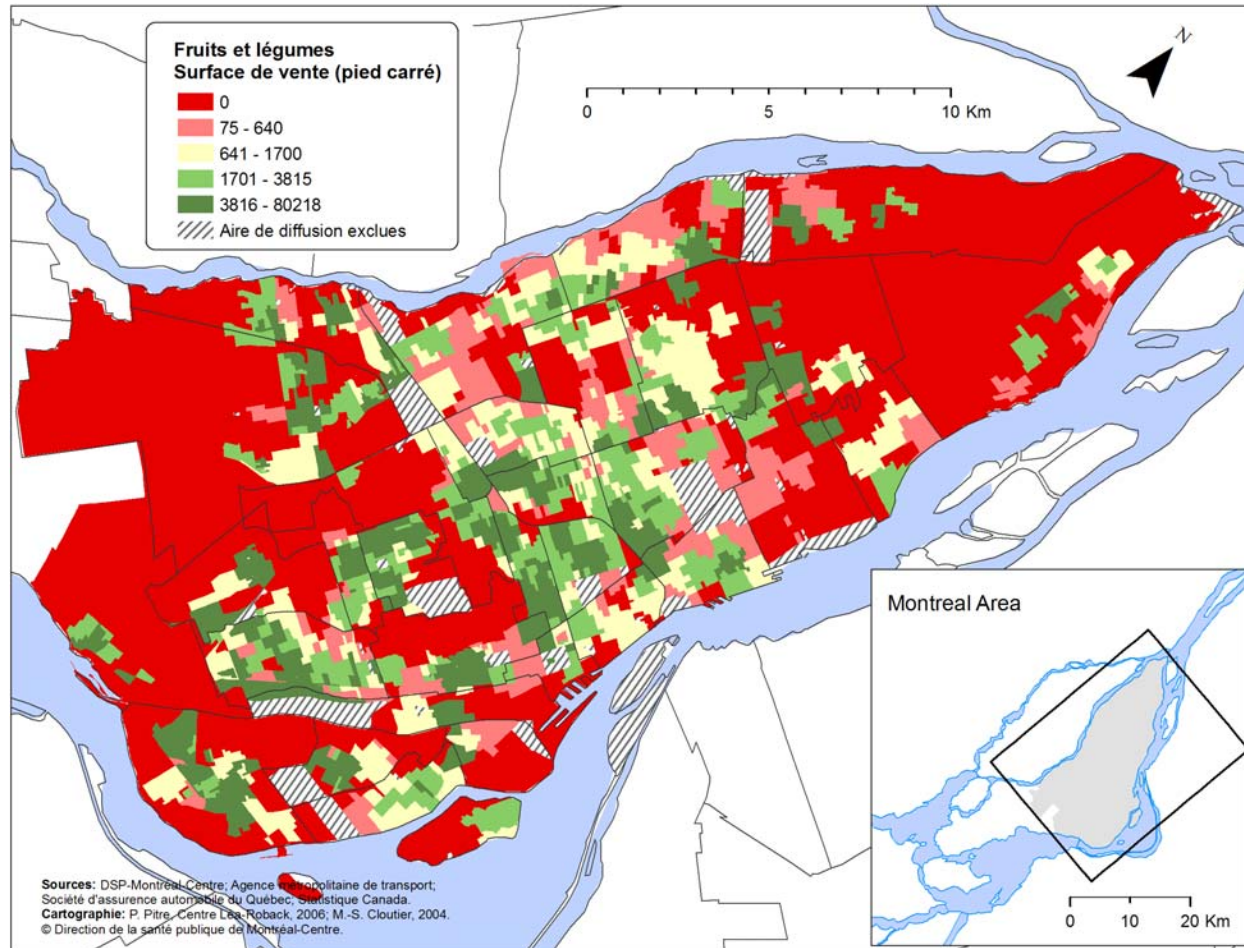 Fruits et légumes
Surface de vente (pied carré)
0
75 - 640
641 - 1700
1701 - 3815
3816 - 80218
Aire de diffusion exclues
N
0 5 10 Km
Montreal Area
0 10 20 Km
Sources: DSP-Montréal-Centre; Agence métropolitaine de transport;
Société d'assurance automobile du Québec; Statistique Canada.
Cartographie: P. Pitre, Centre Léa-Roback, 2006; M.-S. Cloutier, 2004.
© Direction de la santé publique de Montréal-Centre.